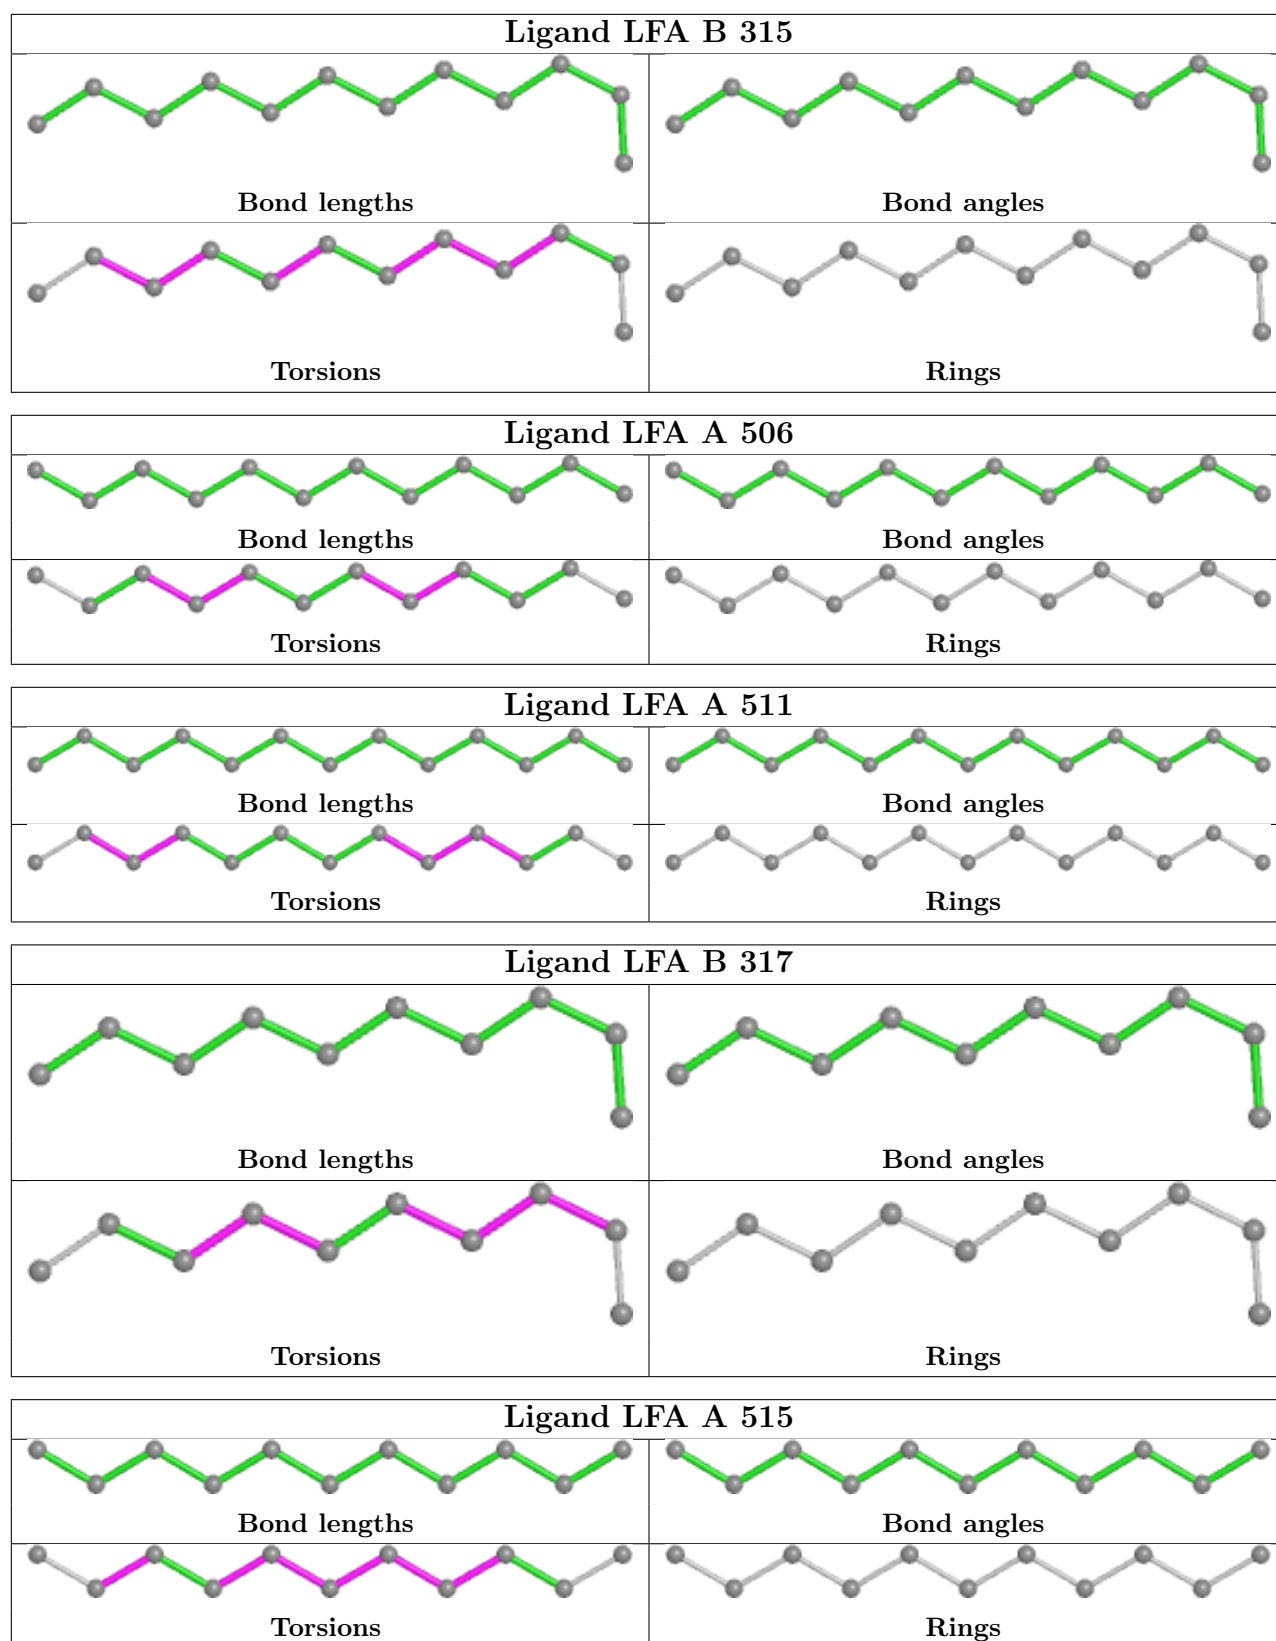 Ligand LFA B 315
Bond lengths
Bond angles
Torsions
Rings
Ligand LFA A 506
Bond lengths
Bond angles
Torsions
Rings
Ligand LFA A 511
Bond lengths
Bond angles
Torsions
Rings
Ligand LFA B 317
Bond lengths
Bond angles
Torsions
Rings
Ligand LFA A 515
Bond lengths
Bond angles
Torsions
Rings